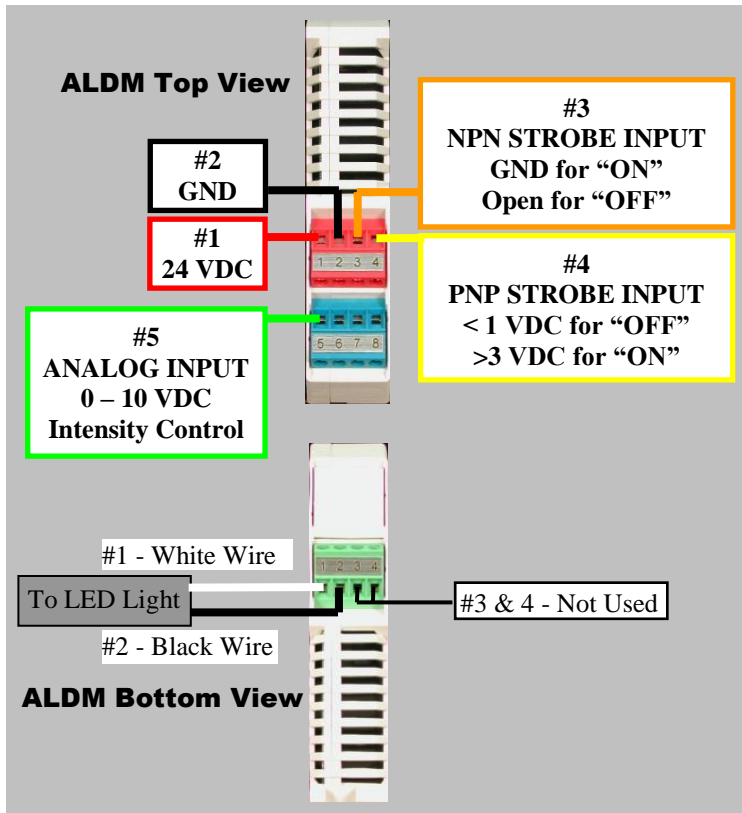 ALDM Top View
#3
NPN STROBE INPUT
GND for “ON”
Open for “OFF”
#2
GND
#1
24 VDC
1 2 3 4
#4
PNP STROBE INPUT
< 1 VDC for “OFF”
>3 VDC for “ON”
#5
ANALOG INPUT
0 – 10 VDC
Intensity Control
5 6 7 8
#1 - White Wire
1 2 3 4
To LED Light
#3 & 4 - Not Used
#2 - Black Wire
ALDM Bottom View